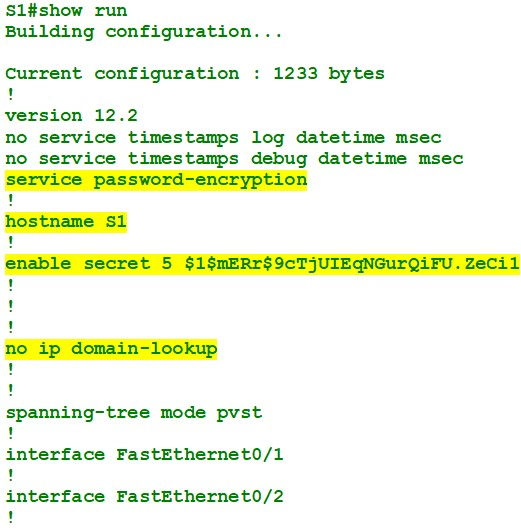 S1#show run
Building configuration...
Current configuration : 1233 bytes
!
version 12.2
no service timestamps log datetime msec
no service timestamps debug datetime msec
service password-encryption
!
hostname S1
!
enable secret 5 $1$mERr$9cTjUIEqNGurQiFU.ZeCi1
!
!
!
no ip domain-lookup
!
!
spanning-tree mode pvst
!
interface FastEthernet0/1
!
interface FastEthernet0/2
!